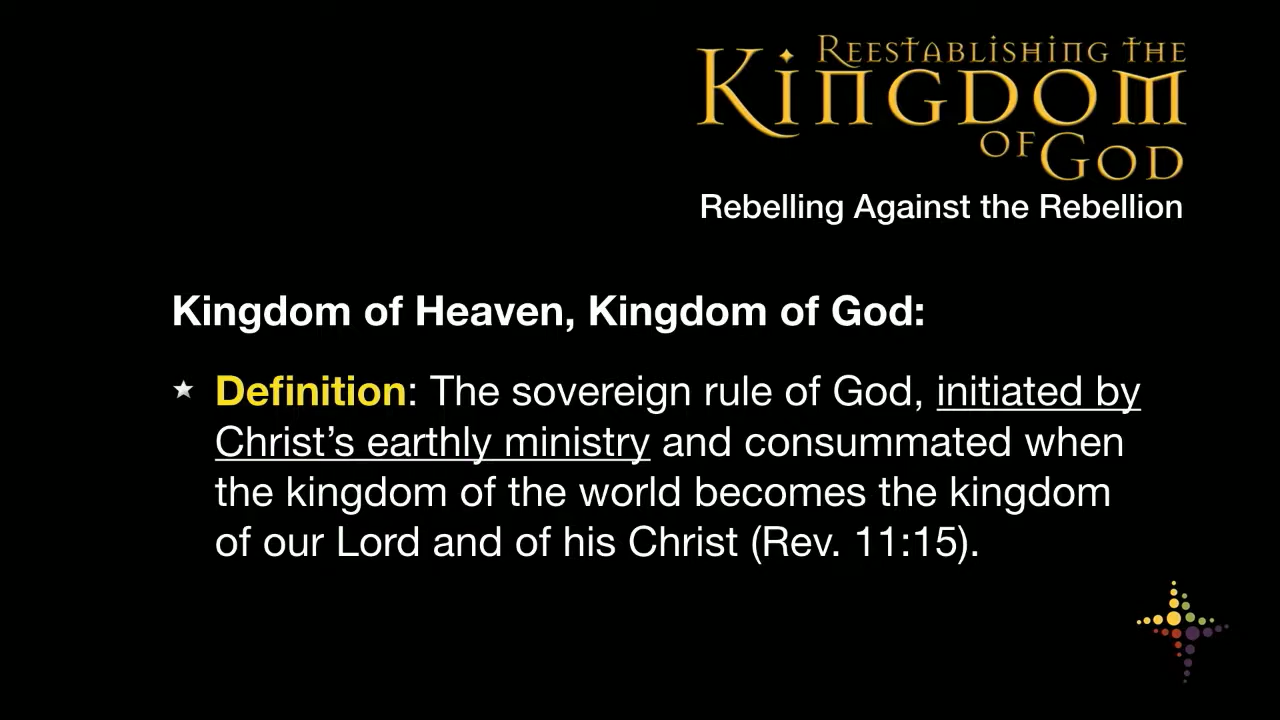 Reestablishing the
Kingdom
of God
Rebelling Against the Rebellion
Kingdom of Heaven, Kingdom of God:
Definition: The sovereign rule of God, initiated by
Christ’s earthly ministry and consummated when
the kingdom of the world becomes the kingdom
of our Lord and of his Christ (Rev. 11:15).